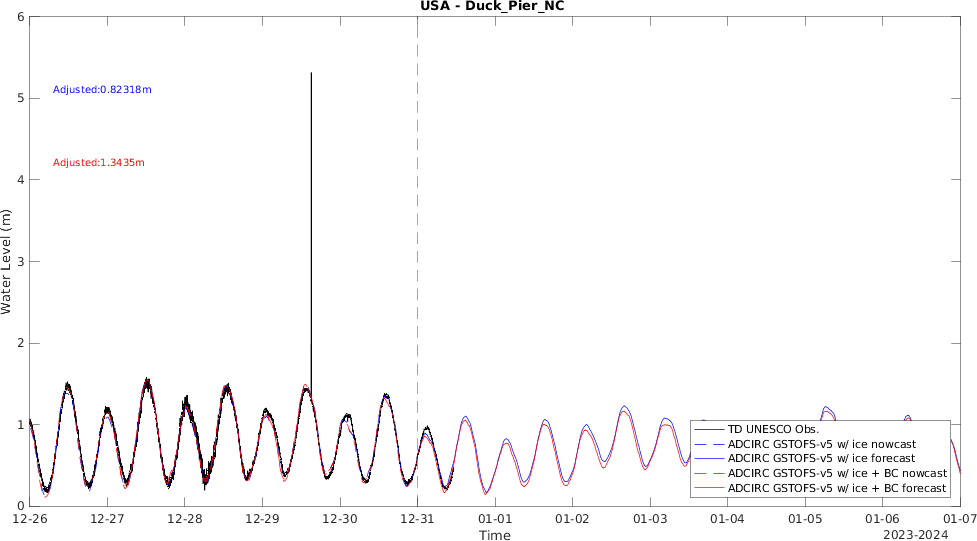 USA - Duck_Pier_NC
6
Adjusted:0.82318m
5
Adjusted:1.3435m
4
Water Level (m)
3
2
1
TD UNESCO Obs.
ADCIRC GSTOFS-v5 w/ ice nowcast
ADCIRC GSTOFS-v5 w/ ice forecast
ADCIRC GSTOFS-v5 w/ ice + BC nowcast
ADCIRC GSTOFS-v5 w/ ice + BC forecast
0
12-26 12-27 12-28 12-29 12-30 12-31 01-01 01-02 01-03 01-04 01-05 01-06 01-07
Time
2023-2024